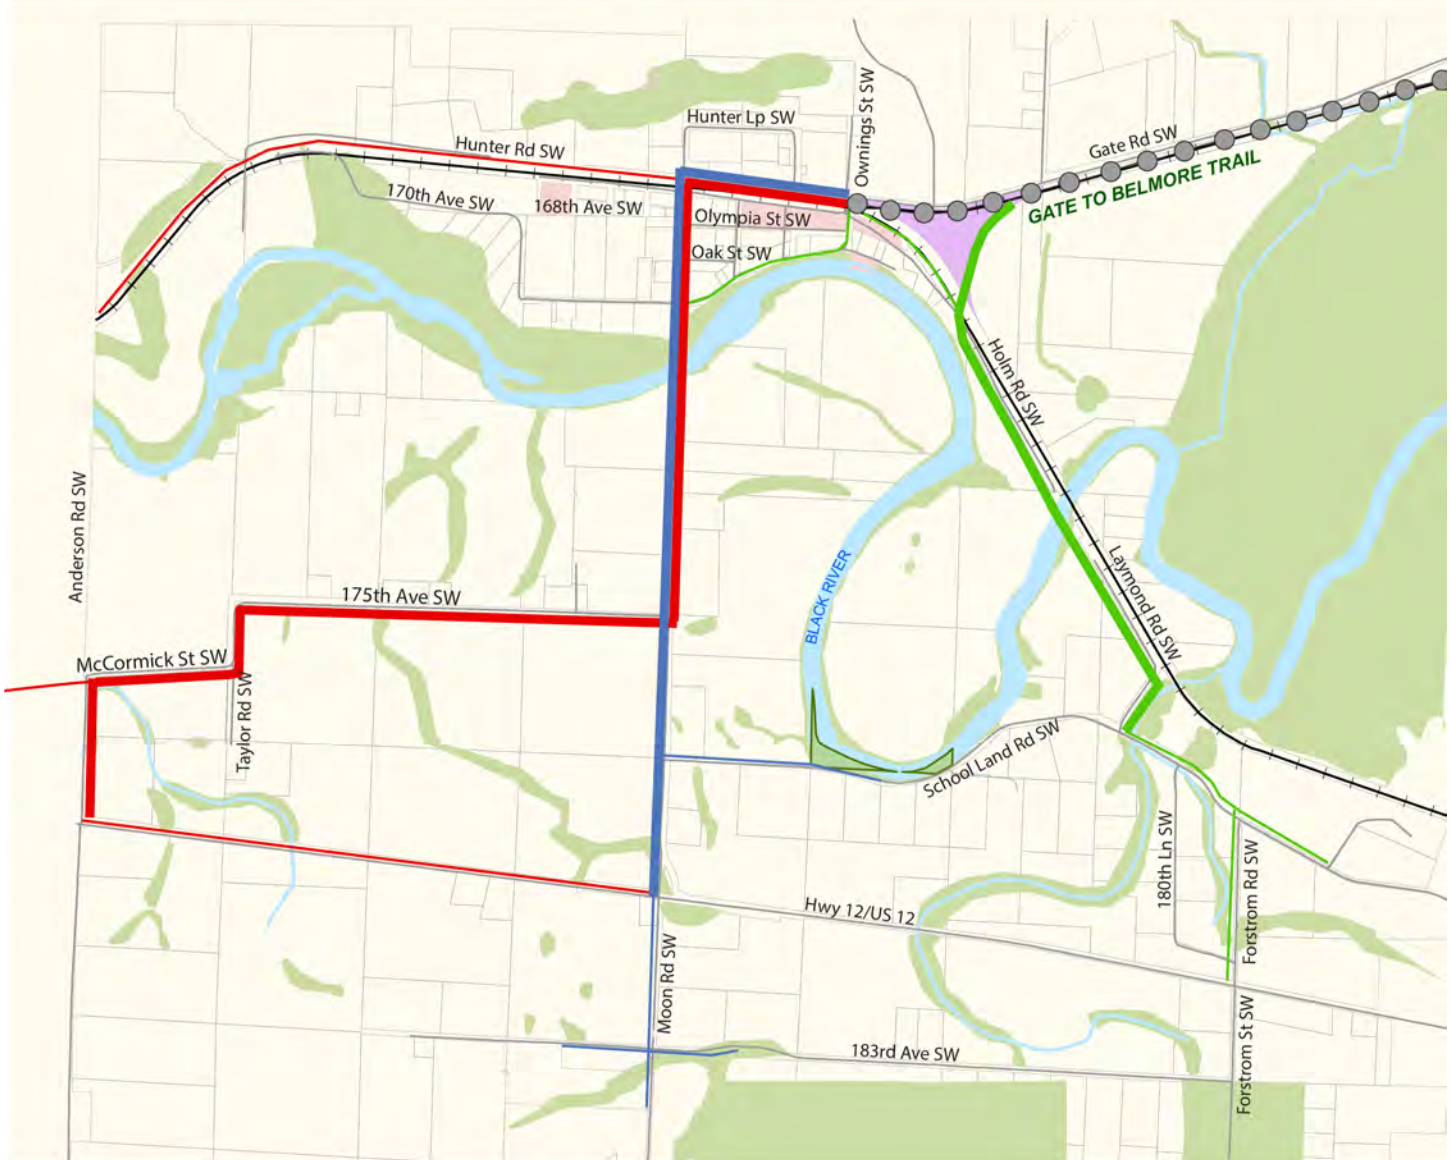 Hunter Lp SW
Hunter Rd SW
Ownings St SW
Gate Rd SW
GATE TO BELMORE TRAIL
170th Ave SW
168th Ave SW
Olympia St SW
Oak St SW
Holm Rd SW
Anderson Rd SW
BLACK RIVER
Laymond Rd SW
175th Ave SW
McCormick St SW
Taylor Rd SW
School Land Rd SW
180th Ln SW
Forstrom Rd SW
Hwy 12/US 12
Moon Rd SW
183rd Ave SW
Forstrom St SW